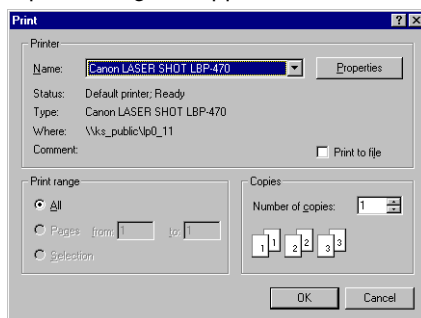 Print
Printer
Name: Canon LASER SHOT LBP-470 Properties
Status: Default printer; Ready
Type: Canon LASER SHOT LBP-470
Where: \\ks_public\lp0_11
Comment: Print to file
Print range
All
Pages from: 1 to: 1
Selection
Copies
Number of copies: 1
1 1 2 2 3 3
OK Cancel